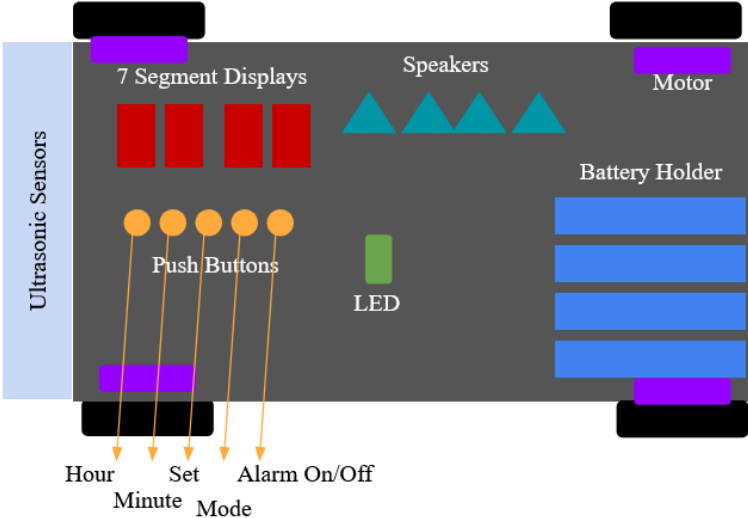 Speakers
7 Segment Displays
Motor
Battery Holder
Ultrasonic Sensors
Push Buttons
LED
Hour
Set
Alarm On/Off
Minute
Mode